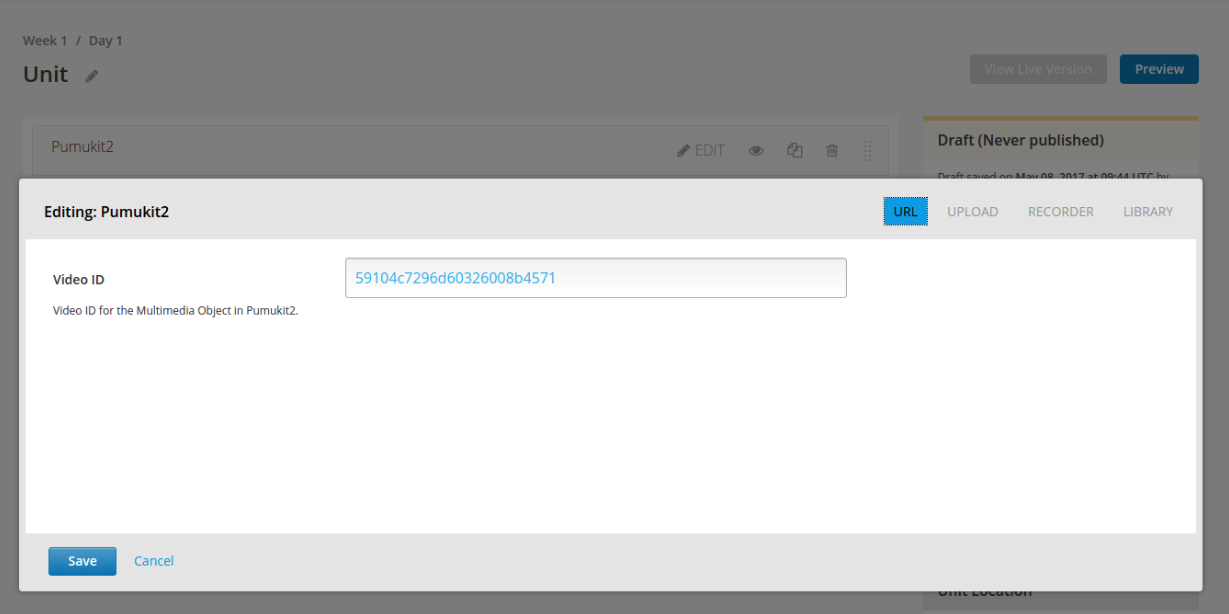 Week 1 / Day 1
Unit
View Live Version
Preview
Pumukit2
EDIT
Draft (Never published)
Draft saved on May 08, 2017 at 09:44 UTC by
Editing: Pumukit2
URL
UPLOAD
RECORDER
LIBRARY
Video ID
59104c7296d60326008b4571
Video ID for the Multimedia Object in Pumukit2.
Save
Cancel
Unit Location